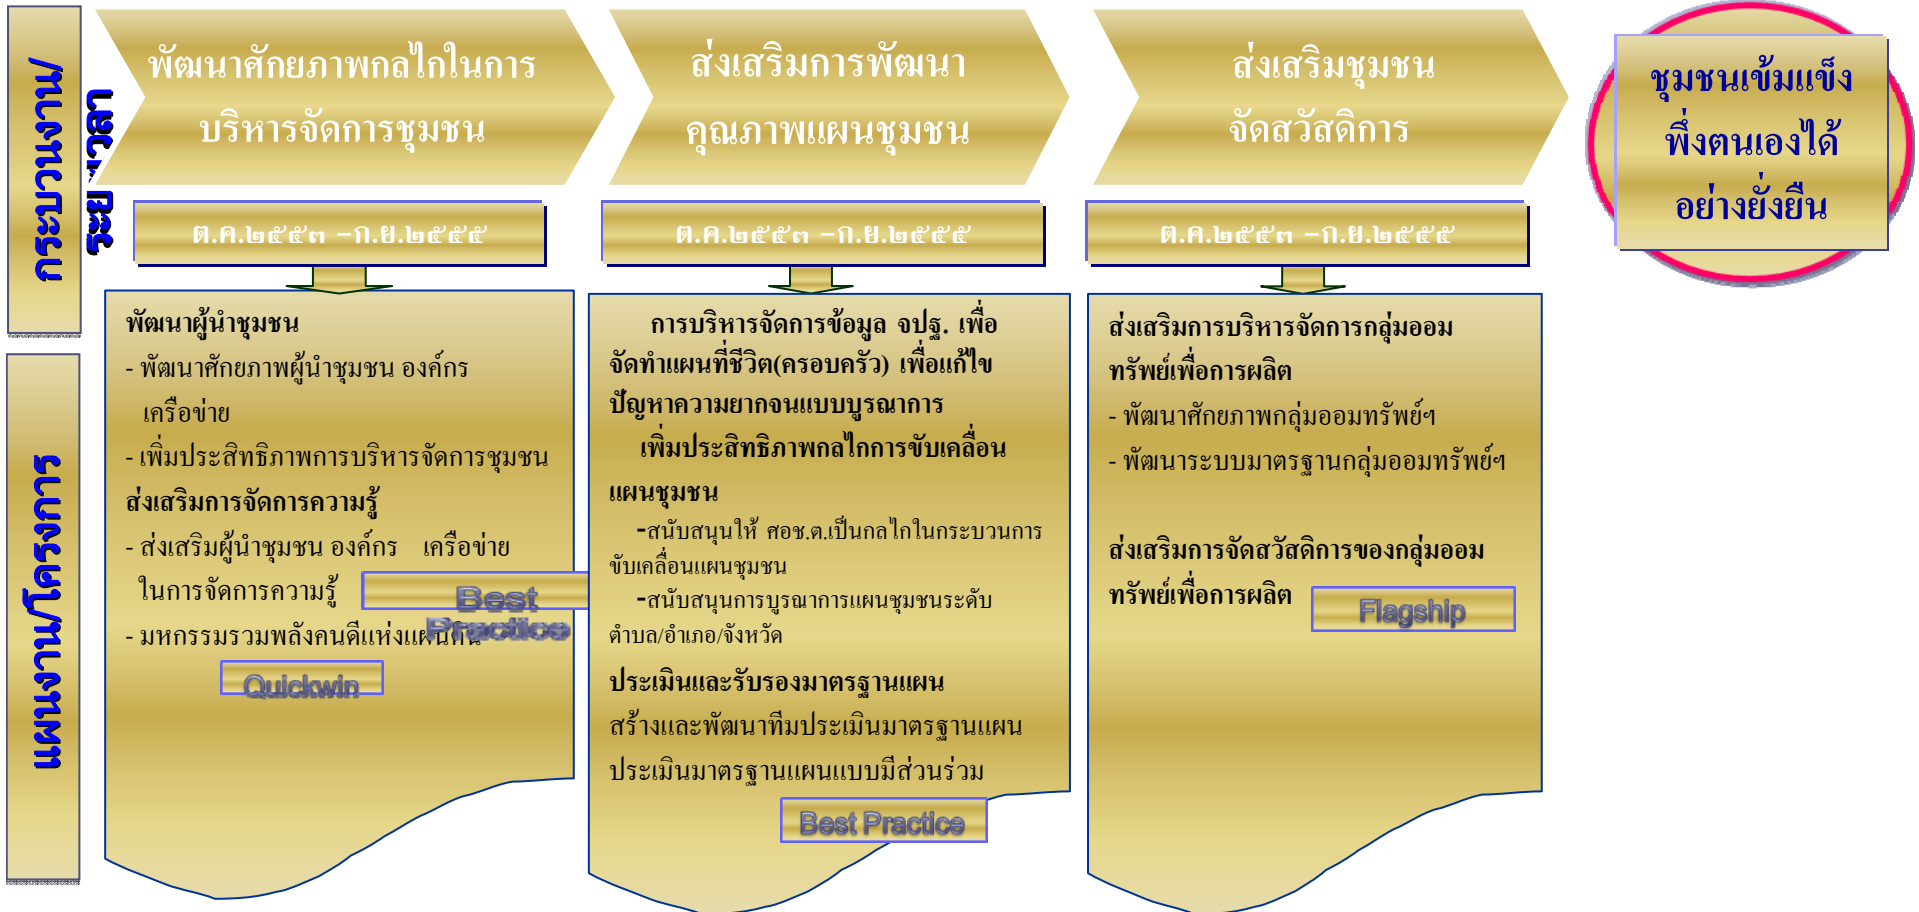 กระบวนงาน/
ระยะเวลา
พัฒนาศักยภาพกลไกในการ
บริหารจัดการชุมชน
ส่งเสริมการพัฒนา
คุณภาพแผนชุมชน
ส่งเสริมชุมชน
จัดสวัสดิการ
ชุมชนเข้มแข็ง
พึ่งตนเองได้
อย่างยั่งยืน
ต.ค.๒๕๕๓ -ก.ย.๒๕๕๕
ต.ค.๒๕๕๓ -ก.ย.๒๕๕๕
ต.ค.๒๕๕๓ -ก.ย.๒๕๕๕
แผนงาน/โครงการ
พัฒนาผู้นำชุมชน
- พัฒนาศักยภาพผู้นำชุมชน องค์กร
เครือข่าย
- เพิ่มประสิทธิภาพการบริหารจัดการชุมชน
ส่งเสริมการจัดการความรู้
- ส่งเสริมผู้นำชุมชน องค์กร เครือข่าย
ในการจัดการความรู้
Best
Practice
- มหกรรมรวมพลังคนดีแห่งแผ่นดิน
Quickwin
การบริหารจัดการข้อมูล จปฐ. เพื่อ
จัดทำแผนที่ชีวิต(ครอบครัว) เพื่อแก้ไข
ปัญหาความยากจนแบบบูรณาการ
เพิ่มประสิทธิภาพกลไกการขับเคลื่อน
แผนชุมชน
-สนับสนุนให้ ศอช.ต.เป็นกลไกในกระบวนการ
ขับเคลื่อนแผนชุมชน
-สนับสนุนการบูรณาการแผนชุมชนระดับ
ตำบล/อำเภอ/จังหวัด
ประเมินและรับรองมาตรฐานแผน
สร้างและพัฒนาทีมประเมินมาตรฐานแผน
ประเมินมาตรฐานแผนแบบมีส่วนร่วม
Best Practice
ส่งเสริมการบริหารจัดการกลุ่มออม
ทรัพย์เพื่อการผลิต
- พัฒนาศักยภาพกลุ่มออมทรัพย์ฯ
- พัฒนาระบบมาตรฐานกลุ่มออมทรัพย์ฯ
ส่งเสริมการจัดสวัสดิการของกลุ่มออม
ทรัพย์เพื่อการผลิต
Flagship